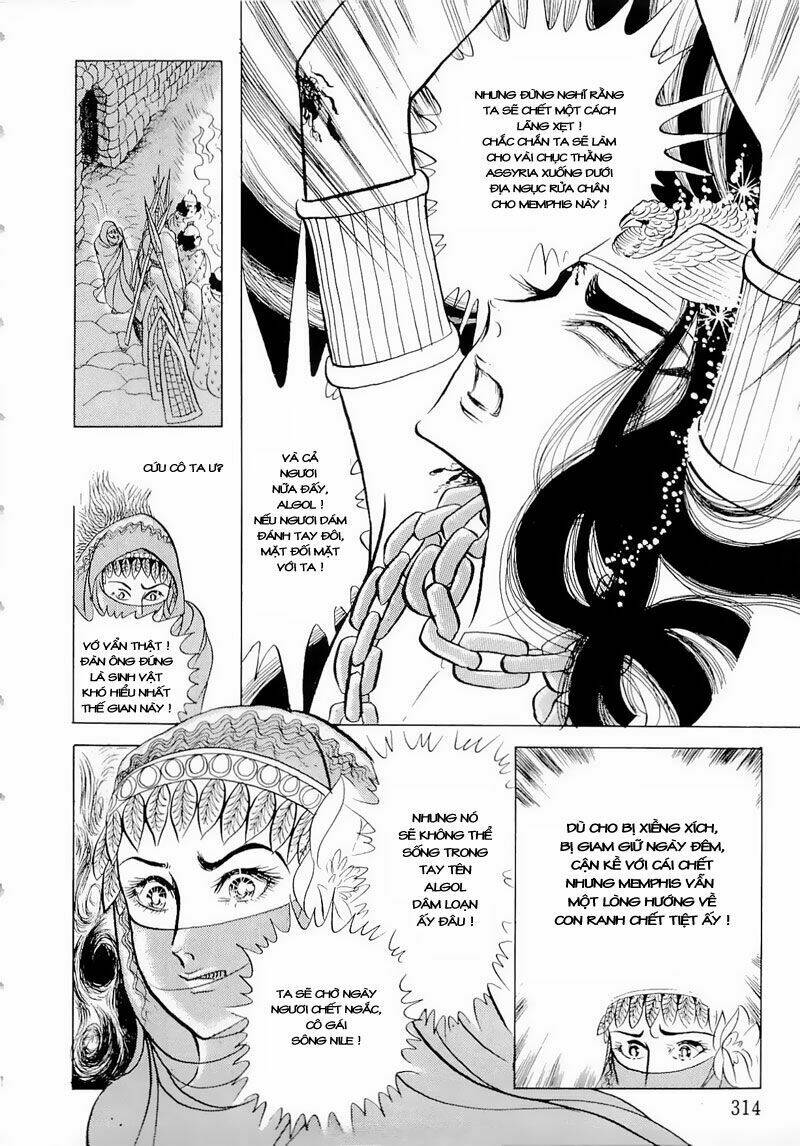 NHƯNG ĐỪNG NGHĨ RẰNG
TA SẼ CHẾT MỘT CÁCH
LÃNG XẸT !
CHẮC CHẮN TA SẼ LÀM
CHO VÀI CHỤC THẰNG
ASSYRIA XUỐNG DƯỚI
ĐỊA NGỤC RỬA CHÂN
CHO MEMPHIS NÀY !
VÀ CẢ
NGƯƠI
NỮA ĐẤY,
ALGOL !
NẾU NGƯƠI DÁM
ĐÁNH TAY ĐÔI,
MẶT ĐỐI MẶT
VỚI TA !
CỨU CÔ TA Ư?
VỚ VẨN THẬT !
ĐÀN ÔNG ĐÚNG
LÀ SINH VẬT
KHÓ HIỂU NHẤT
THẾ GIAN NÀY !
DÙ CHO BỊ XIỀNG XÍCH,
BỊ GIAM GIỮ NGÀY ĐÊM,
CẬN KỀ VỚI CÁI CHẾT
NHƯNG MEMPHIS VẪN
MỘT LÒNG HƯỚNG VỀ
CON RANH CHẾT TIỆT ẤY !
NHƯNG NÓ
SẼ KHÔNG THỂ
SỐNG TRONG
TAY TÊN
ALGOL
DÂM LOẠN
ẤY ĐÂU !
TA SẼ CHỜ NGÀY
NGƯƠI CHẾT NGẮC,
CÔ GÁI
SÔNG NILE !
314